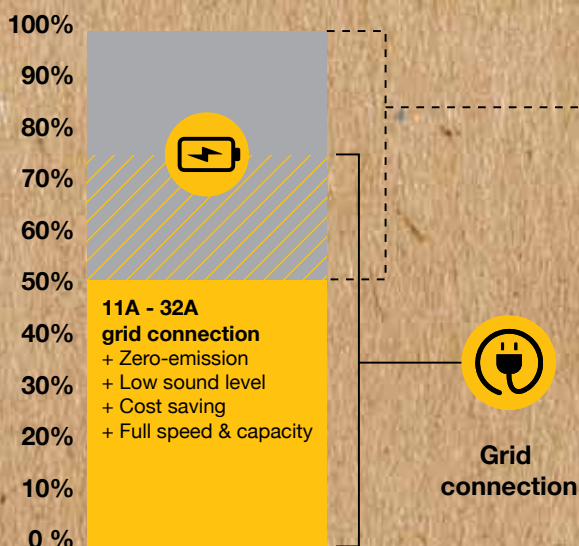 100%
90%
80%
70%
60%
50%
40%
30%
20%
10%
0 %
11A - 32A
grid connection
+ Zero-emission
+ Low sound level
+ Cost saving
+ Full speed & capacity
Grid
connection